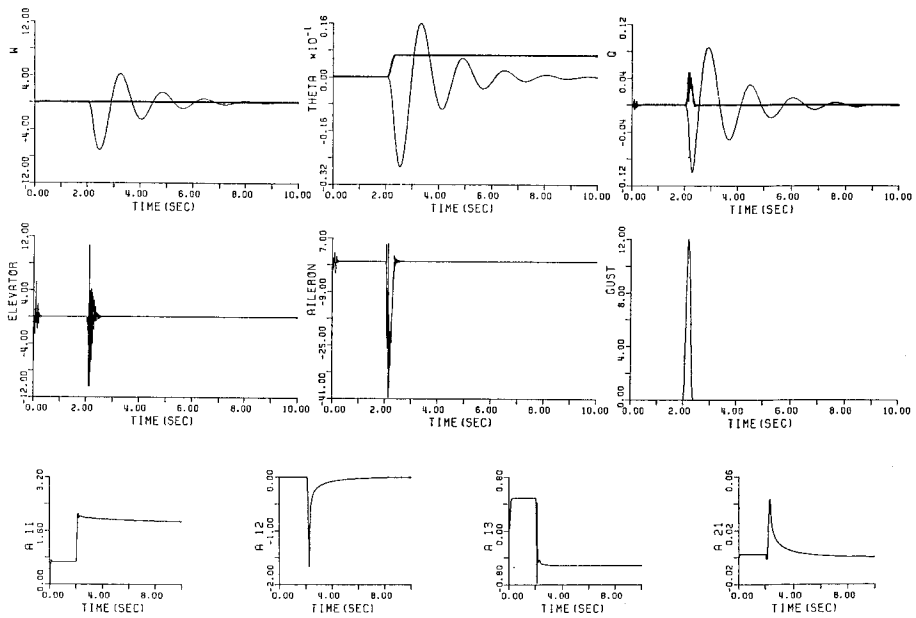 W
-12.00 -4.00 4.00 12.00
0.00 2.00 4.00 6.00 8.00 10.00
TIME(SEC)
THETA ×10⁻¹
-0.32 -0.16 0.00 0.16
0.00 2.00 4.00 6.00 8.00 10.00
TIME(SEC)
Q
-0.12 -0.04 0.04 0.12
0.00 2.00 4.00 6.00 8.00 10.00
TIME(SEC)
ELEVATOR
-12.00 -4.00 4.00 12.00
0.00 2.00 4.00 6.00 8.00 10.00
TIME(SEC)
AILERON
-41.00 -25.00 -9.00 7.00
0.00 2.00 4.00 6.00 8.00 10.00
TIME(SEC)
GUST
0.00 4.00 8.00 12.00
0.00 2.00 4.00 6.00 8.00 10.00
TIME(SEC)
A 11
0.00 1.60 3.20
0.00 4.00 8.00
TIME(SEC)
A 12
-2.00 -1.00 0.00
0.00 4.00 8.00
TIME(SEC)
A 13
-0.80 0.00 0.80
0.00 4.00 8.00
TIME(SEC)
A 21
-0.02 0.02 0.06
0.00 4.00 8.00
TIME(SEC)